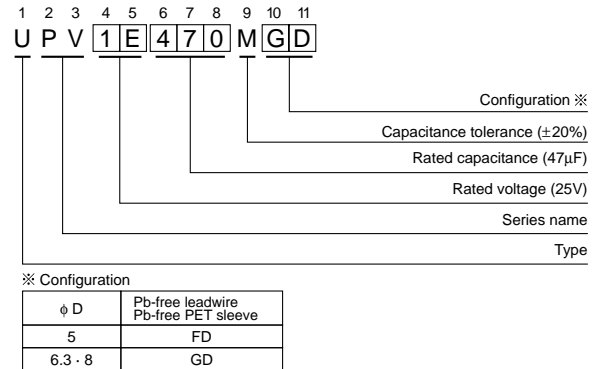 1 2 3 4 5 6 7 8 9 10 11
U P V 1 E 4 7 0 M G D
Configuration ※
Capacitance tolerance (±20%)
Rated capacitance (47μF)
Rated voltage (25V)
Series name
Type
※ Configuration
ϕ D Pb-free leadwire
Pb-free PET sleeve
5 FD
6.3 · 8 GD